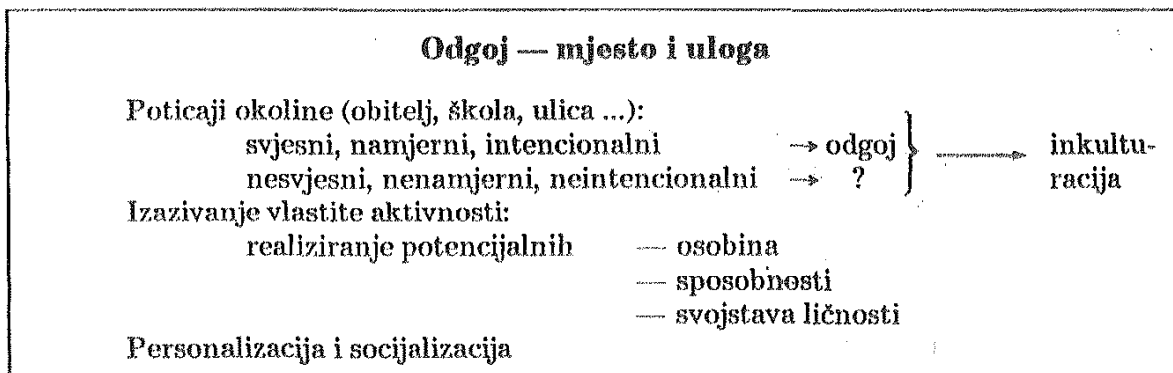 Odgoj — mjesto i uloga
Poticaji okoline (obitelj, škola, ulica ...):
svjesni, namjerni, intencionalni → odgoj } → inkultu-
nesvjesni, nenamjerni, neintencionalni → ? racija
Izazivanje vlastite aktivnosti:
realiziranje potencijalnih — osobina
— sposobnosti
— svojstava ličnosti
Personalizacija i socijalizacija